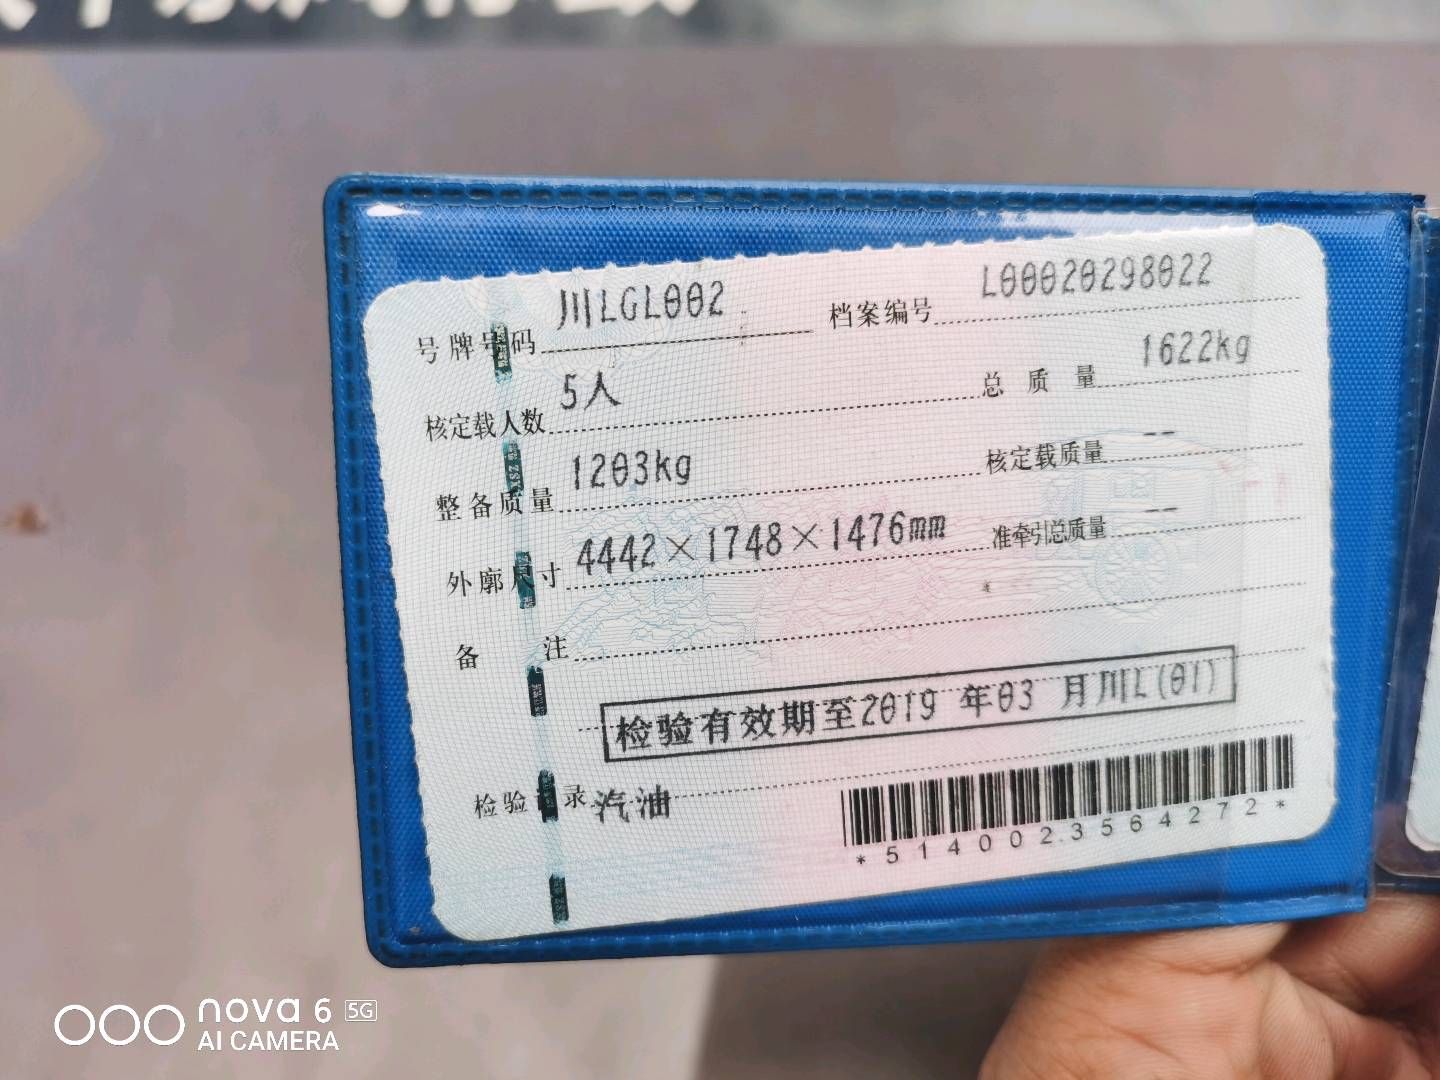 号牌号码 川LGL002 档案编号 L00020298022
核定载人数 5人 总质量 1622kg
整备质量 1203kg 核定载质量 --
外廓尺寸 4442×1748×1476mm 准牵引总质量 --
备注
检验有效期至2019年03月川L(01)
检验 录 汽油
*5140023564272*
nova 6 5G
AI CAMERA